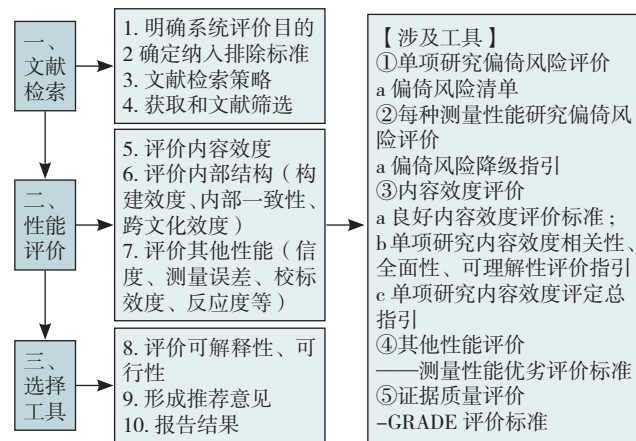 一、
文献
检索
1. 明确系统评价目的
2 确定纳入排除标准
3. 文献检索策略
4. 获取和文献筛选
二、
性能
评价
5. 评价内容效度
6. 评价内部结构（构
建效度、内部一致性、
跨文化效度）
7. 评价其他性能（信
度、测量误差、校标
效度、反应度等）
三、
选择
工具
8. 评价可解释性、可
行性
9. 形成推荐意见
10. 报告结果
【涉及工具】
①单项研究偏倚风险评价
a 偏倚风险清单
②每种测量性能研究偏倚风
险评价
a 偏倚风险降级指引
③内容效度评价
a 良好内容效度评价标准；
b 单项研究内容效度相关性、
全面性、可理解性评价指引
c 单项研究内容效度评定总
指引
④其他性能评价
——测量性能优劣评价标准
⑤证据质量评价
–GRADE 评价标准